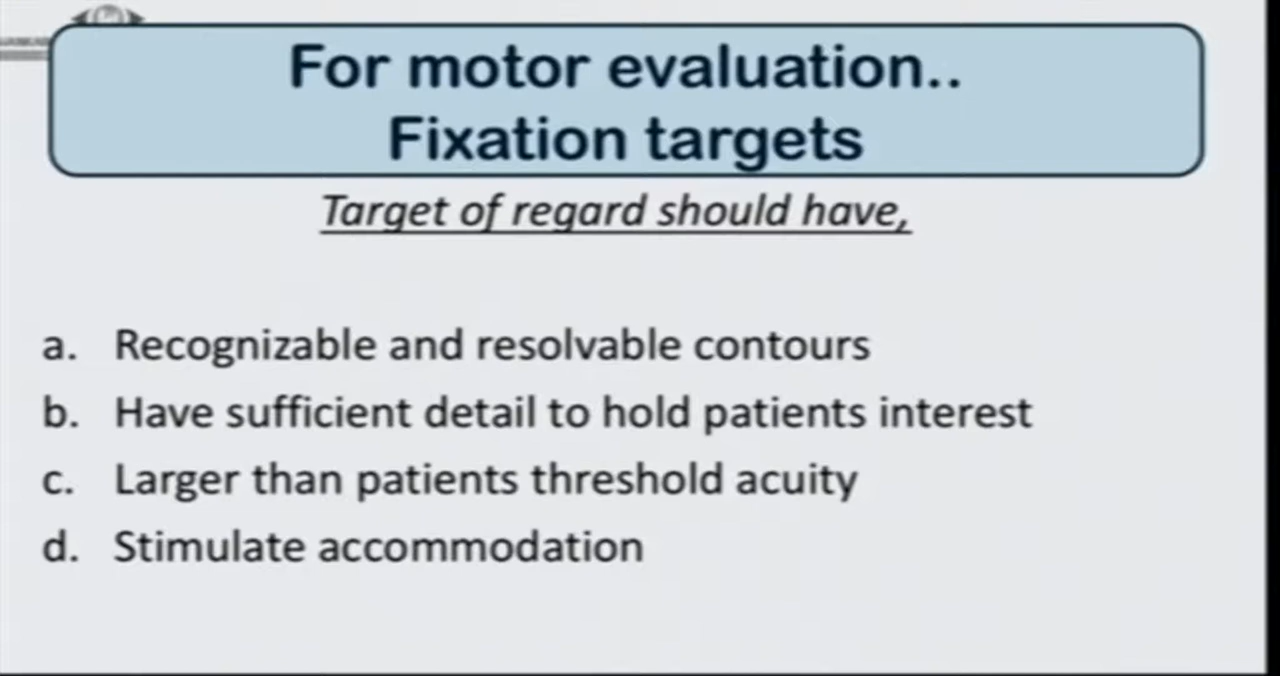 For motor evaluation..
Fixation targets
Target of regard should have,
a. Recognizable and resolvable contours
b. Have sufficient detail to hold patients interest
c. Larger than patients threshold acuity
d. Stimulate accommodation